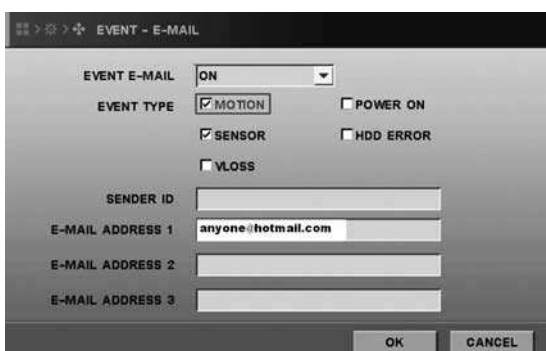 EVENT - E-MAIL
EVENT E-MAIL ON
EVENT TYPE MOTION POWER ON
SENSOR HDD ERROR
VLOSS
SENDER ID
E-MAIL ADDRESS 1 anyone@hotmail.com
E-MAIL ADDRESS 2
E-MAIL ADDRESS 3
OK CANCEL